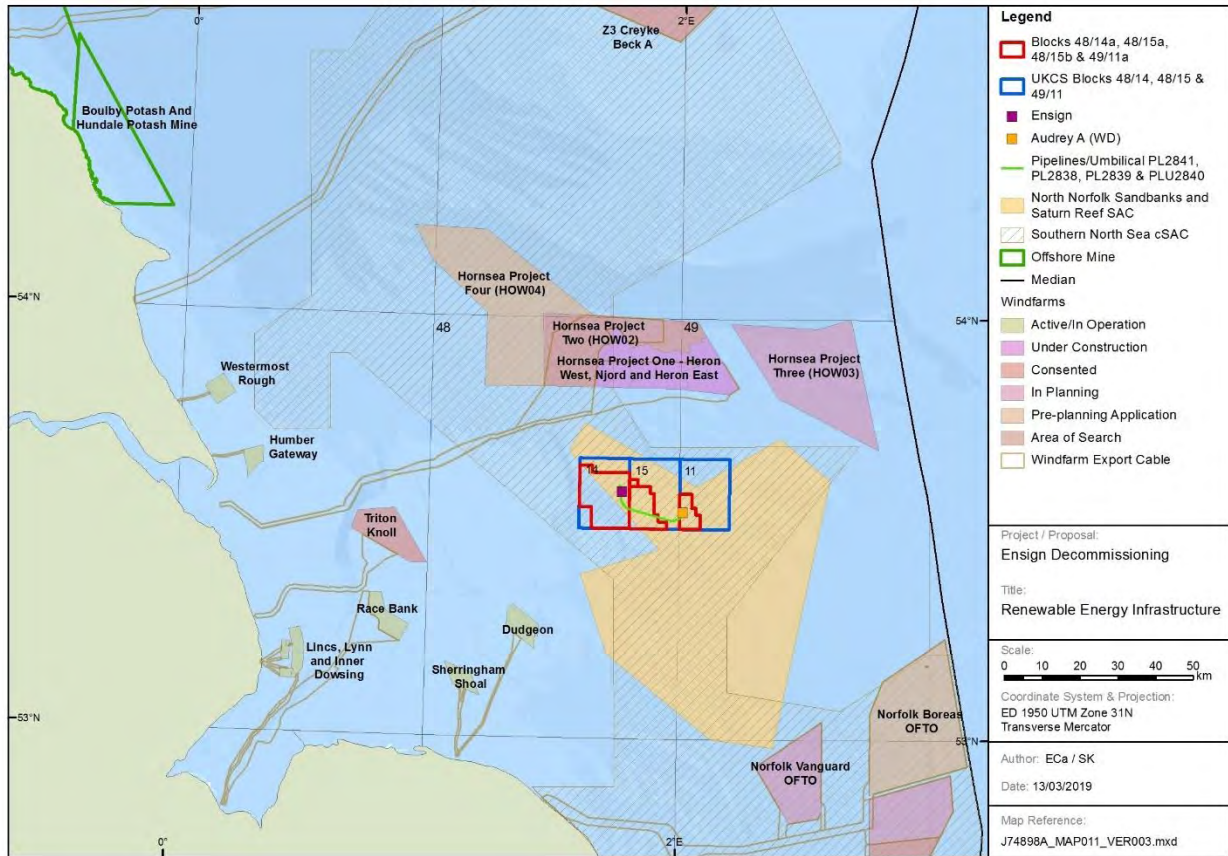 0°
2°E
Z3 Creyke
Beck A
Boulby Potash And
Hundale Potash Mine
54°N
54°N
Hornsea Project
Four (HOW04)
48
49
Hornsea Project
Two (HOW02)
Hornsea Project One - Heron
West, Njord and Heron East
Hornsea Project
Three (HOW03)
Westermost
Rough
Humber
Gateway
14
15
11
Triton
Knoll
Race Bank
Dudgeon
Lincs, Lynn
and Inner
Dowsing
Sherringham
Shoal
53°N
53°N
Norfolk Boreas
OFTO
Norfolk Vanguard
OFTO
0°
2°E
Legend
Blocks 48/14a, 48/15a,
48/15b & 49/11a
UKCS Blocks 48/14, 48/15 &
49/11
Ensign
Audrey A (WD)
Pipelines/Umbilical PL2841,
PL2838, PL2839 & PLU2840
North Norfolk Sandbanks and
Saturn Reef SAC
Southern North Sea cSAC
Offshore Mine
Median
Windfarms
Active/In Operation
Under Construction
Consented
In Planning
Pre-planning Application
Area of Search
Windfarm Export Cable
Project / Proposal:
Ensign Decommissioning
Title:
Renewable Energy Infrastructure
Scale:
0 10 20 30 40 50
km
Coordinate System & Projection:
ED 1950 UTM Zone 31N
Transverse Mercator
Author: ECa / SK
Date: 13/03/2019
Map Reference:
J74898A_MAP011_VER003.mxd